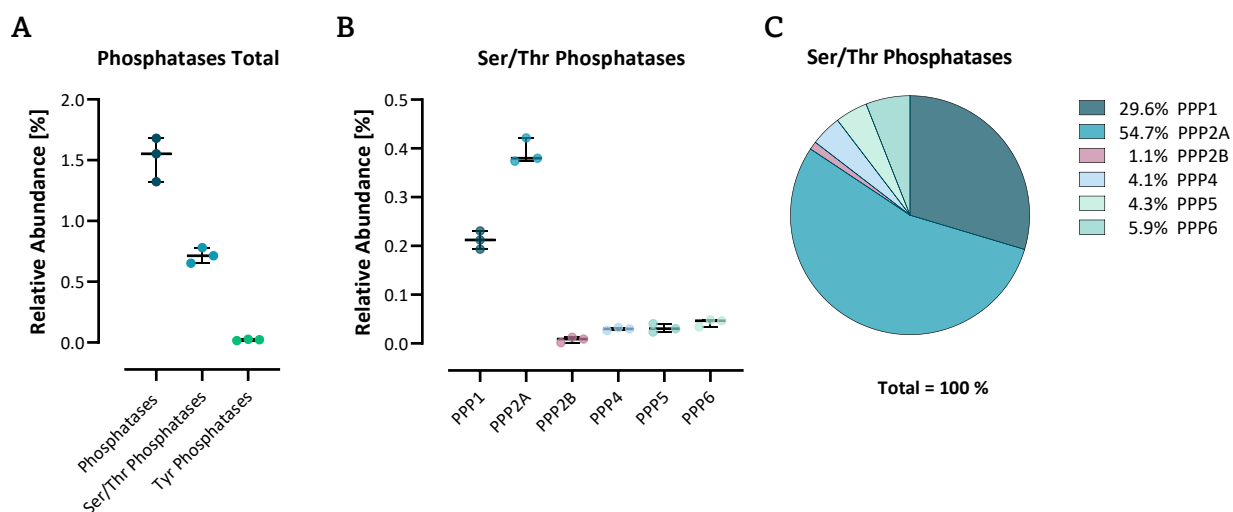 A
Phosphatases Total
Relative Abundance [%]
2.0
1.5
1.0
0.5
0.0
Phosphatases
Ser/Thr Phosphatases
Tyr Phosphatases
B
Ser/Thr Phosphatases
Relative Abundance [%]
0.5
0.4
0.3
0.2
0.1
0.0
PPP1
PPP2A
PPP2B
PPP4
PPP5
PPP6
C
Ser/Thr Phosphatases
29.6% PPP1
54.7% PPP2A
1.1% PPP2B
4.1% PPP4
4.3% PPP5
5.9% PPP6
Total = 100 %